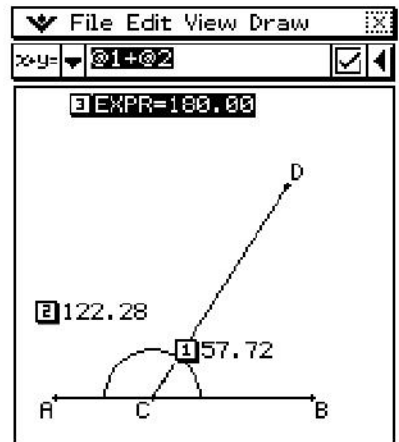 File Edit View Draw
x→y= @1+@2
3 EXPR=180.00
D
2 122.28
1 57.72
A C B